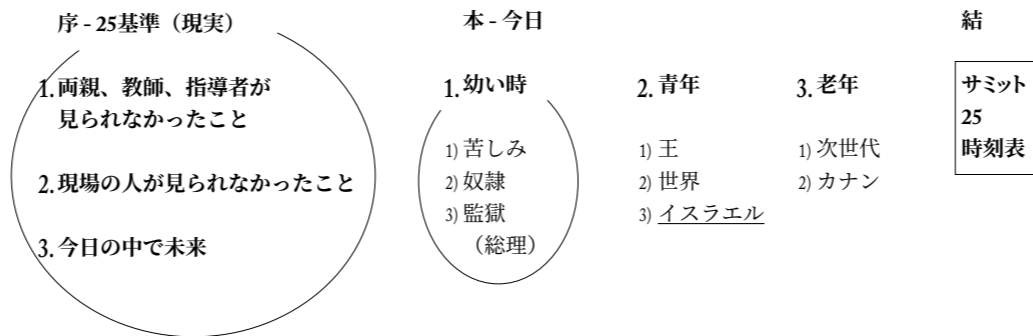 序 - 25基準（現実）
1. 両親、教師、指導者が
見られなかったこと
2. 現場の人が見られなかったこと
3. 今日の中で未来
本 - 今日
1. 幼い時
1) 苦しみ
2) 奴隷
3) 監獄
（総理）
2. 青年
1) 王
2) 世界
3) イスラエル
3. 老年
1) 次世代
2) カナン
結
サミット
25
時刻表